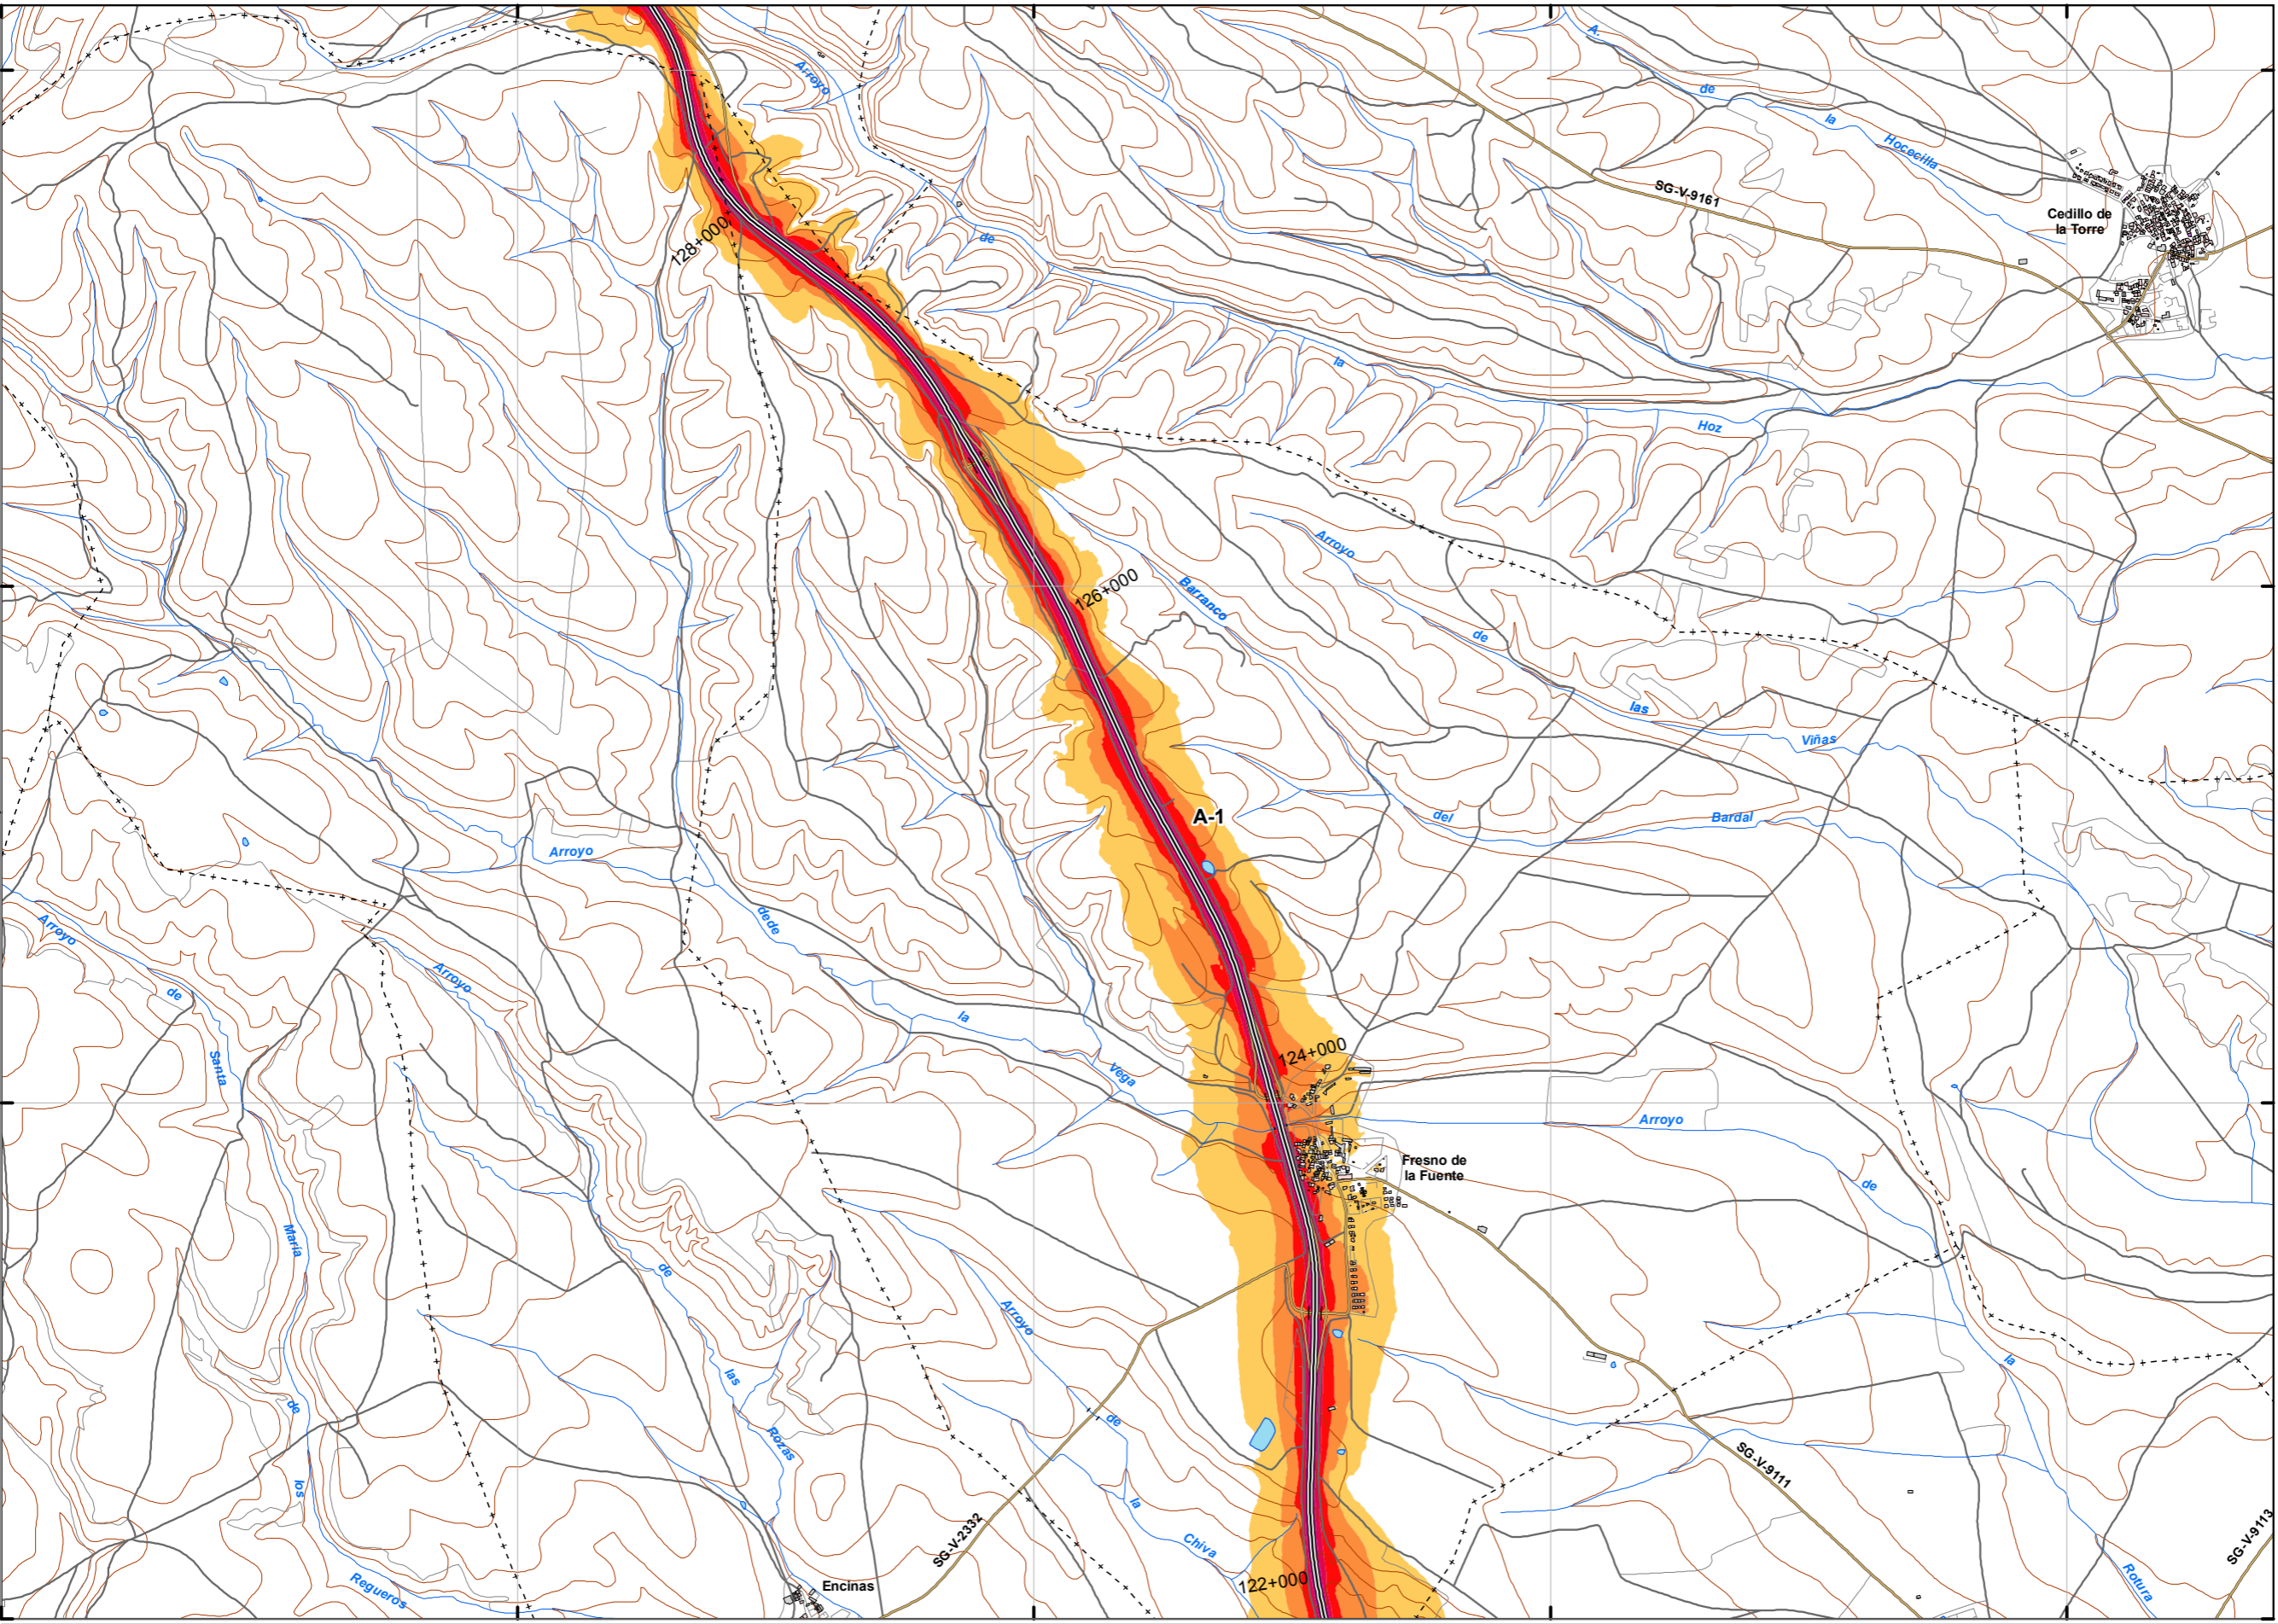 A.
Arroyo
de
la
Hocecilla
SG-V-9161
Cedillo de
la Torre
128+000
de
la
Hoz
Arroyo
126+000
Barranco
de
las
Viñas
A-1
del
Bardal
Arroyo
dede
Arroyo
Arroyo
de
la
Santa
124+000
Vega
Arroyo
Fresno de
la Fuente
de
María
de
Arroyo
la
las
de
de
Rozas
SG-V-9111
los
la
SG-V-2332
Chiva
SG-V-9113
122+000
Encinas
Regueros
Rotura